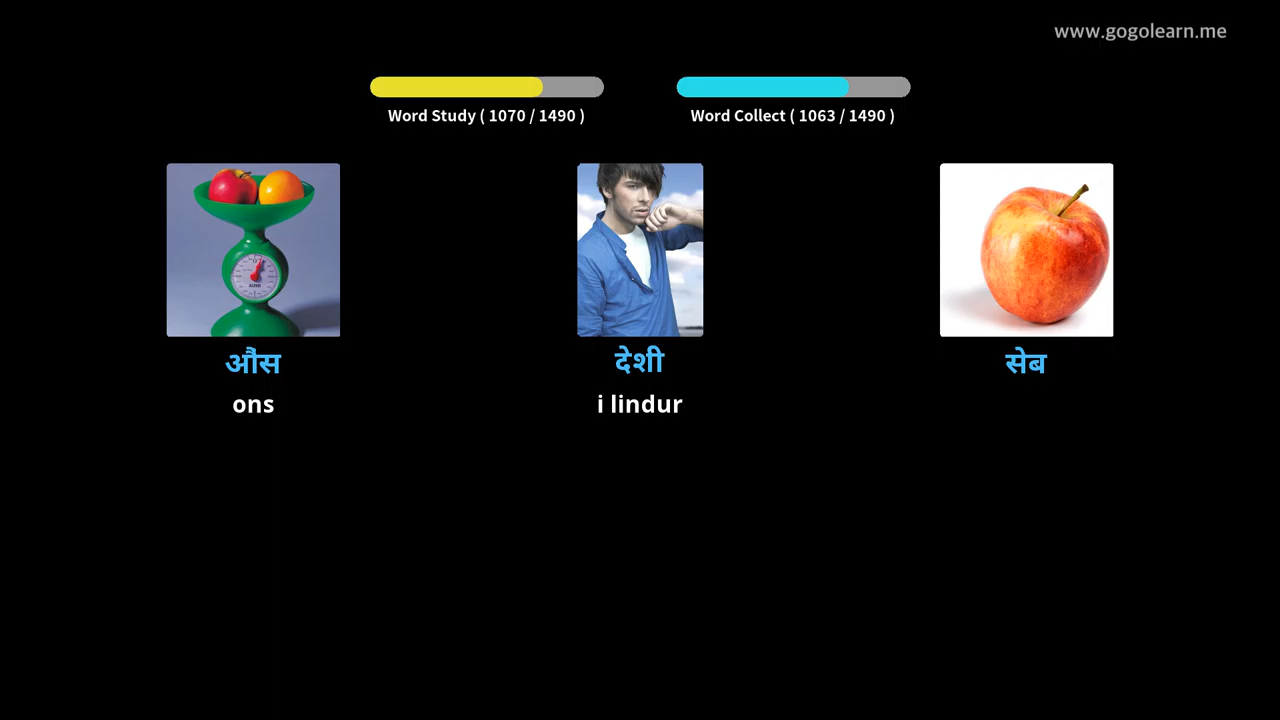 www.gogolearn.me
Word Study ( 1070 / 1490 )
Word Collect ( 1063 / 1490 )
औंस
देशी
सेब
ons
i lindur